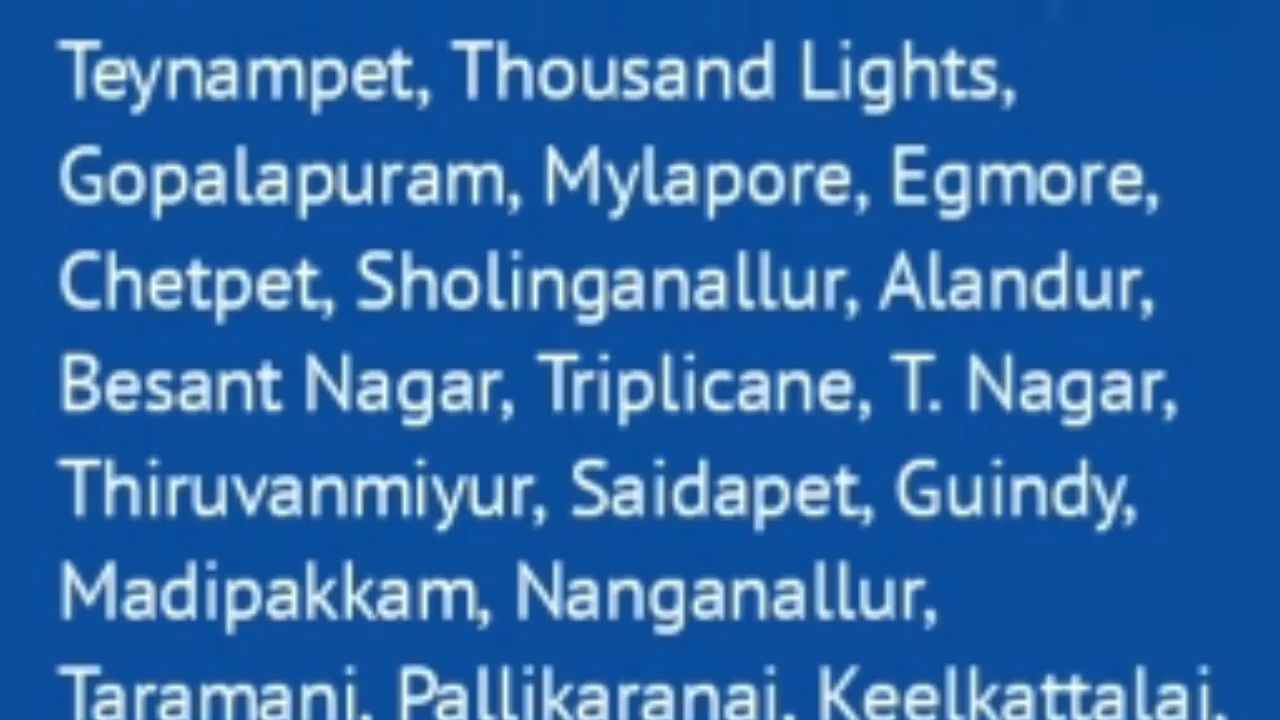 Teynampet, Thousand Lights,
Gopalapuram, Mylapore, Egmore,
Chetpet, Sholinganallur, Alandur,
Besant Nagar, Triplicane, T. Nagar,
Thiruvanmiyur, Saidapet, Guindy,
Madipakkam, Nanganallur,
Taramani, Pallikaranai, Keelkattalai,